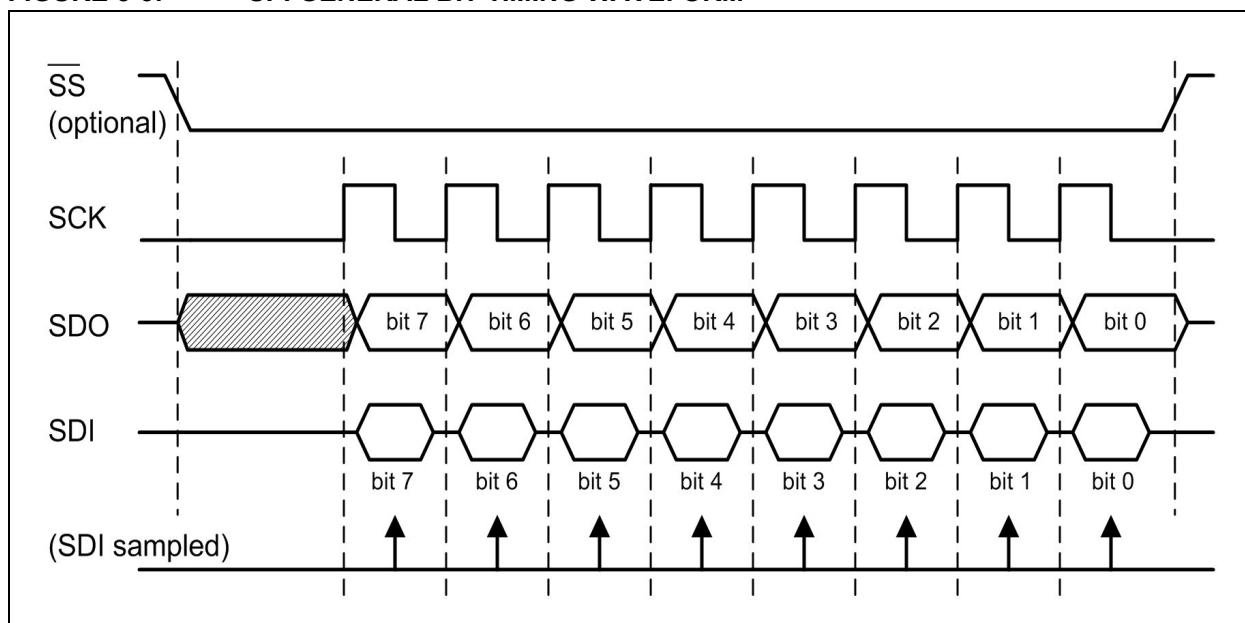 SS
(optional)
SCK
SDO
bit 7 bit 6 bit 5 bit 4 bit 3 bit 2 bit 1 bit 0
SDI
bit 7 bit 6 bit 5 bit 4 bit 3 bit 2 bit 1 bit 0
(SDI sampled)